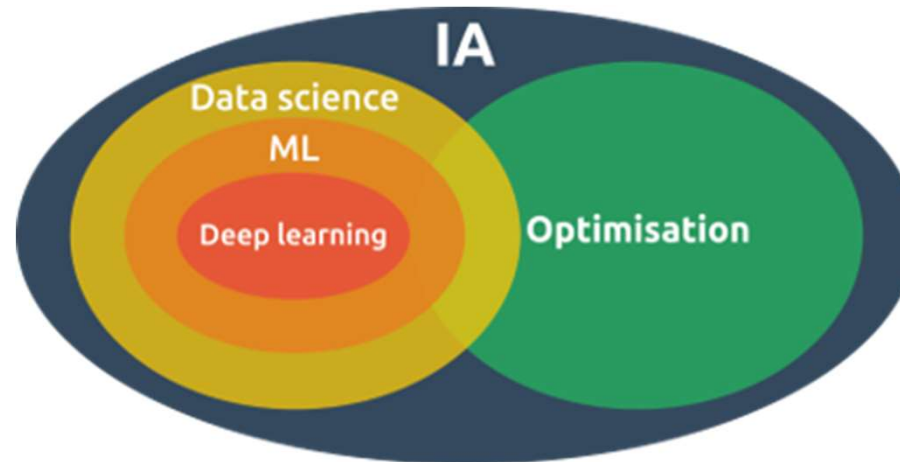 IA
Data science
ML
Deep learning
Optimisation